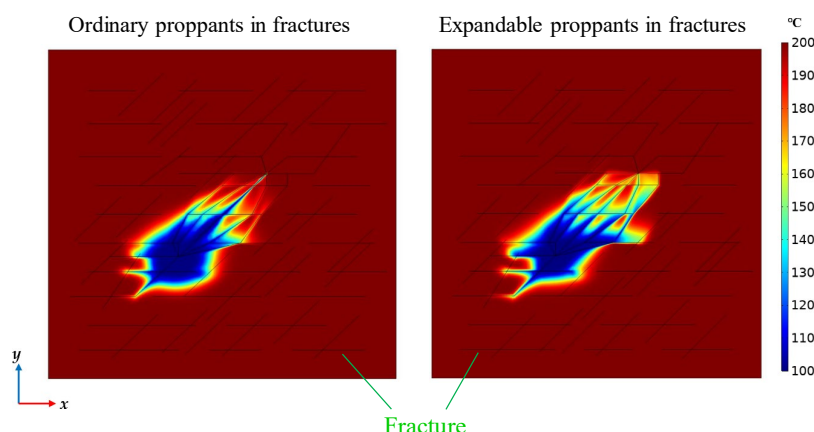 Ordinary proppants in fractures
Expandable proppants in fractures
°C
200
190
180
170
160
150
140
130
120
110
100
y
x
Fracture